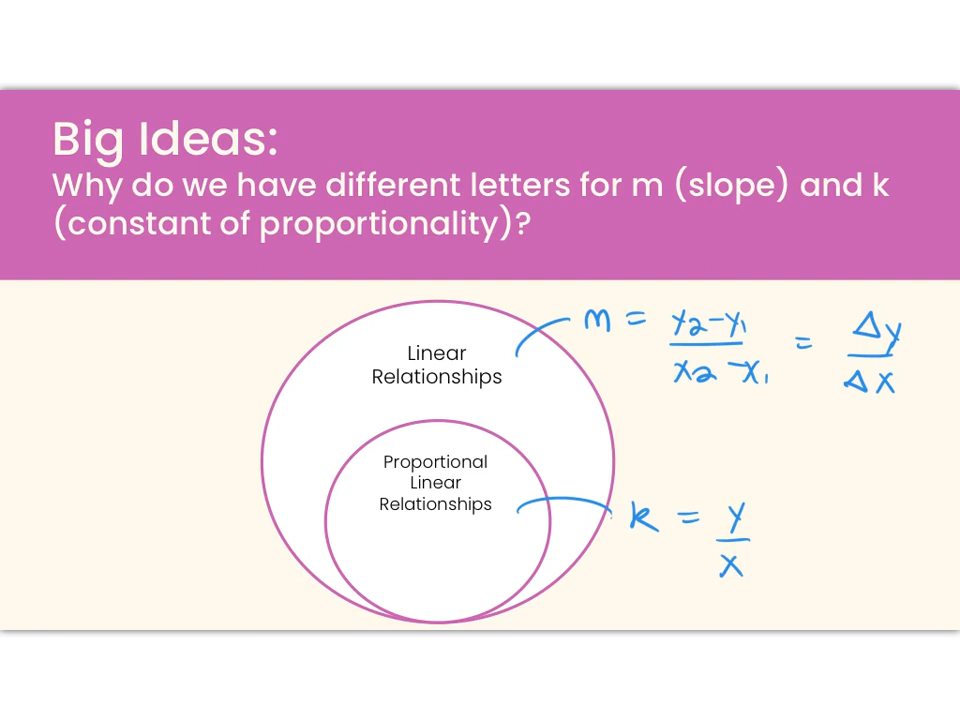 Big Ideas:
Why do we have different letters for m (slope) and k
(constant of proportionality)?
Linear
Relationships
m = y₂-y₁ / x₂-x₁ = Δy / Δx
Proportional
Linear
Relationships
k = y / x